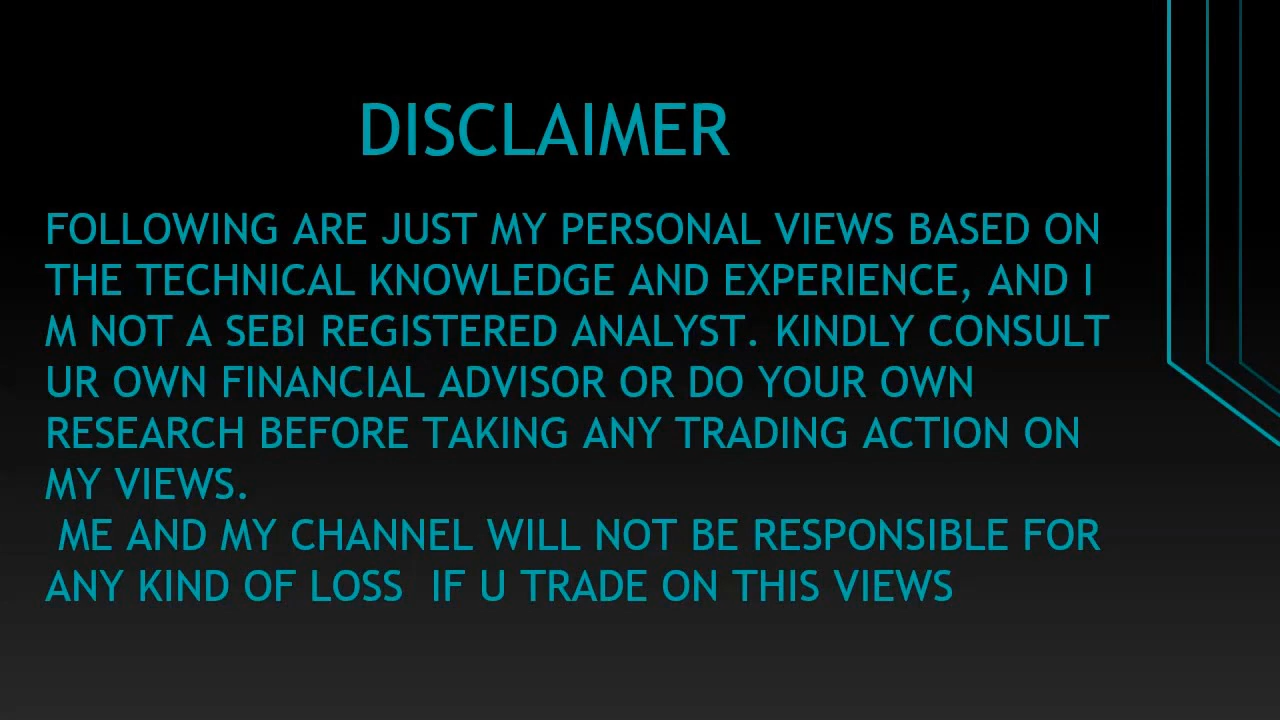 DISCLAIMER
FOLLOWING ARE JUST MY PERSONAL VIEWS BASED ON
THE TECHNICAL KNOWLEDGE AND EXPERIENCE, AND I
M NOT A SEBI REGISTERED ANALYST. KINDLY CONSULT
UR OWN FINANCIAL ADVISOR OR DO YOUR OWN
RESEARCH BEFORE TAKING ANY TRADING ACTION ON
MY VIEWS.
ME AND MY CHANNEL WILL NOT BE RESPONSIBLE FOR
ANY KIND OF LOSS  IF U TRADE ON THIS VIEWS